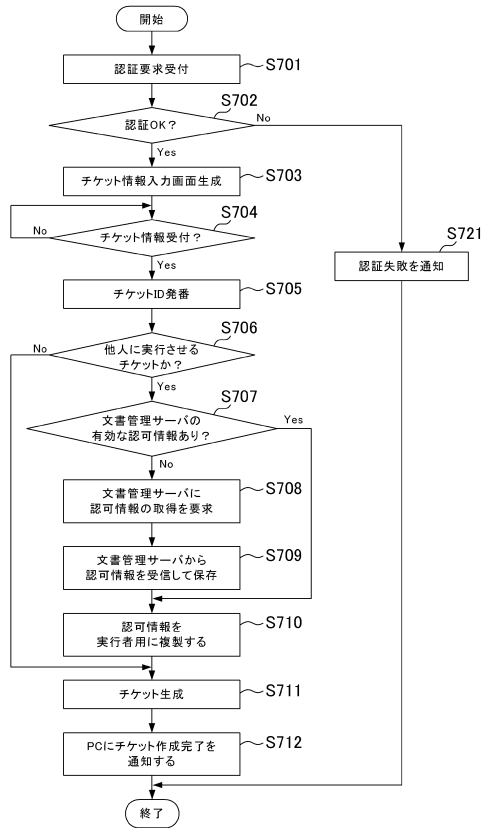 開始
認証要求受付
S701
認証OK？
S702
No
Yes
チケット情報入力画面生成
S703
チケット情報受付？
S704
No
Yes
認証失敗を通知
S721
チケットID発番
S705
他人に実行させる
チケットか？
S706
No
Yes
文書管理サーバの
有効な認可情報あり？
S707
Yes
No
文書管理サーバに
認可情報の取得を要求
S708
文書管理サーバから
認可情報を受信して保存
S709
認可情報を
実行者用に複製する
S710
チケット生成
S711
PCにチケット作成完了を
通知する
S712
終了